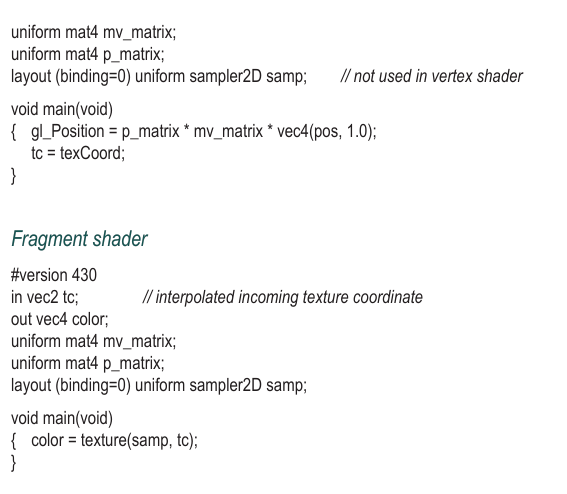 uniform mat4 mv_matrix;
uniform mat4 p_matrix;
layout (binding=0) uniform sampler2D samp; // not used in vertex shader
void main(void)
{ gl_Position = p_matrix * mv_matrix * vec4(pos, 1.0);
tc = texCoord;
}
Fragment shader
#version 430
in vec2 tc; // interpolated incoming texture coordinate
out vec4 color;
uniform mat4 mv_matrix;
uniform mat4 p_matrix;
layout (binding=0) uniform sampler2D samp;
void main(void)
{ color = texture(samp, tc);
}